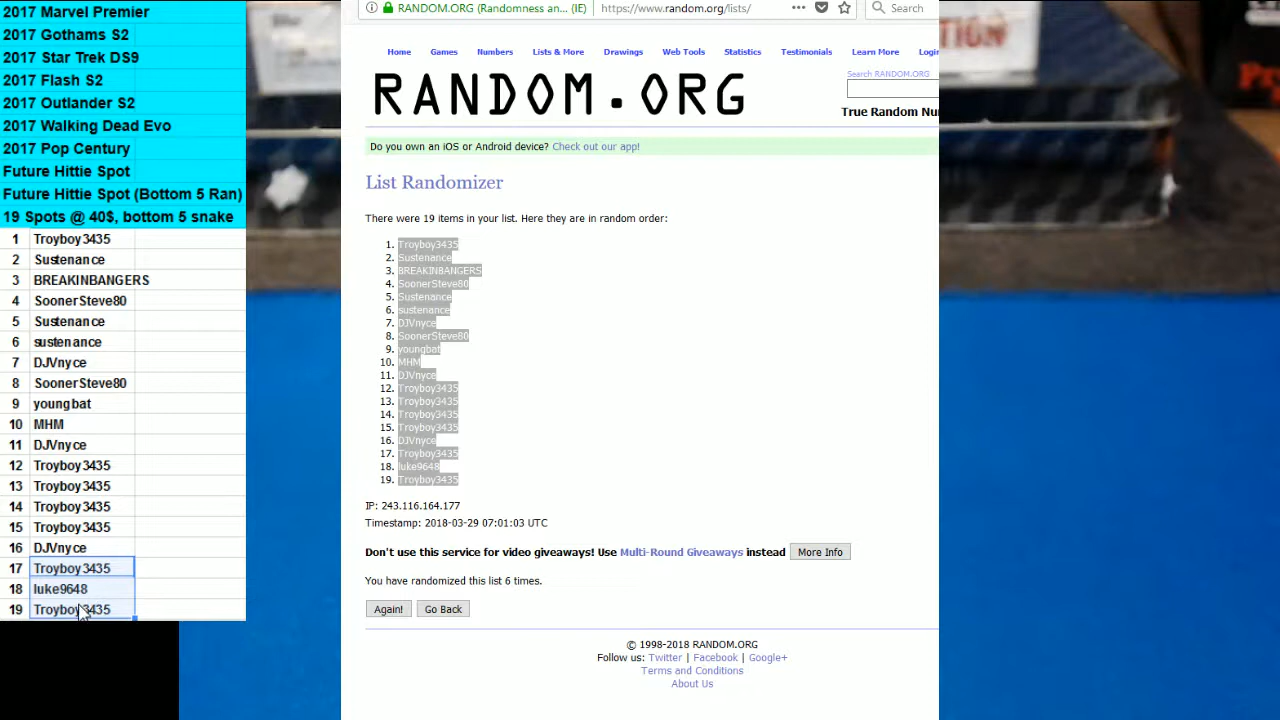 2017 Marvel Premier
2017 Gothams S2
2017 Star Trek DS9
2017 Flash S2
2017 Outlander S2
2017 Walking Dead Evo
2017 Pop Century
Future Hittie Spot
Future Hittie Spot (Bottom 5 Ran)
19 Spots @ 40$, bottom 5 snake
1 Troyboy3435
2 Sustenance
3 BREAKINBANGERS
4 SoonerSteve80
5 Sustenance
6 sustenance
7 DJVnyce
8 SoonerSteve80
9 youngbat
10 MHM
11 DJVnyce
12 Troyboy3435
13 Troyboy3435
14 Troyboy3435
15 Troyboy3435
16 DJVnyce
17 Troyboy3435
18 luke9648
19 Troyboy3435
RANDOM.ORG (Randomness an... (IE) https://www.random.org/lists/ Search
Home Games Numbers Lists & More Drawings Web Tools Statistics Testimonials Learn More Login
RANDOM.ORG
Search RANDOM.ORG
True Random Nu
Do you own an iOS or Android device? Check out our app!
List Randomizer
There were 19 items in your list. Here they are in random order:
1. Troyboy3435
2. Sustenance
3. BREAKINBANGERS
4. SoonerSteve80
5. Sustenance
6. sustenance
7. DJVnyce
8. SoonerSteve80
9. youngbat
10. MHM
11. DJVnyce
12. Troyboy3435
13. Troyboy3435
14. Troyboy3435
15. Troyboy3435
16. DJVnyce
17. Troyboy3435
18. luke9648
19. Troyboy3435
IP: 243.116.164.177
Timestamp: 2018-03-29 07:01:03 UTC
Don't use this service for video giveaways! Use Multi-Round Giveaways instead More Info
You have randomized this list 6 times.
Again! Go Back
© 1998-2018 RANDOM.ORG
Follow us: Twitter | Facebook | Google+
Terms and Conditions
About Us